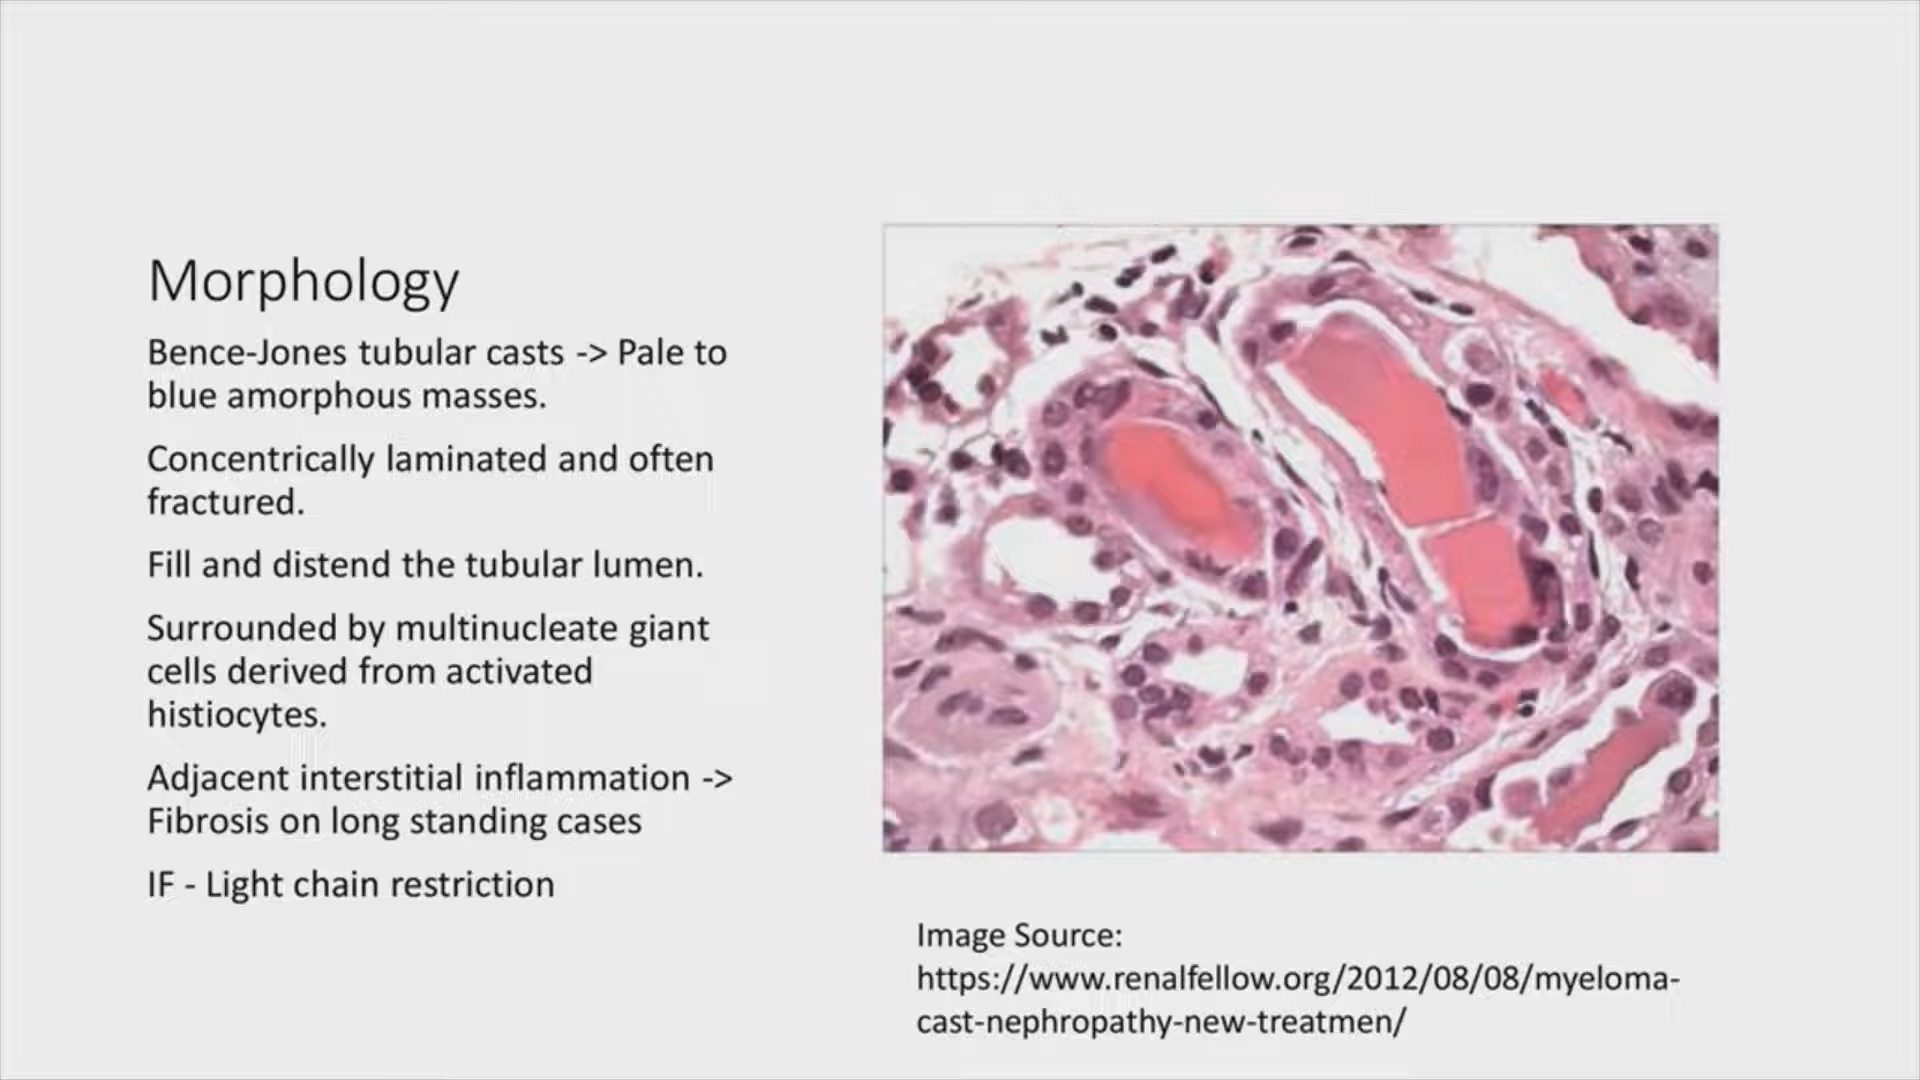 Morphology
Bence-Jones tubular casts -> Pale to
blue amorphous masses.
Concentrically laminated and often
fractured.
Fill and distend the tubular lumen.
Surrounded by multinucleate giant
cells derived from activated
histiocytes.
Adjacent interstitial inflammation ->
Fibrosis on long standing cases
IF - Light chain restriction
Image Source:
https://www.renalfellow.org/2012/08/08/myeloma-
cast-nephropathy-new-treatmen/